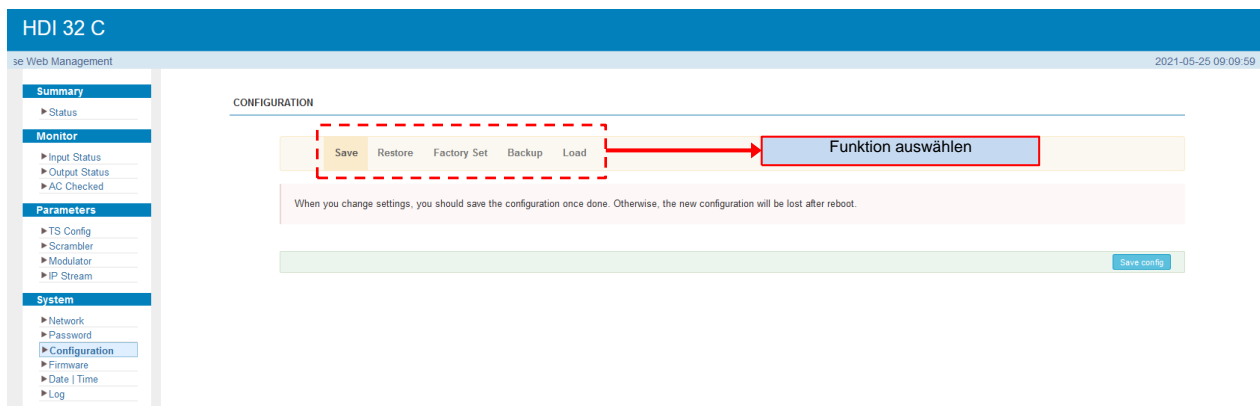 HDI 32 C
se Web Management
2021-05-25 09:09:59
Summary
Status
Monitor
Input Status
Output Status
AC Checked
Parameters
TS Config
Scrambler
Modulator
IP Stream
System
Network
Password
Configuration
Firmware
Date | Time
Log
CONFIGURATION
Save Restore Factory Set Backup Load
Funktion auswählen
When you change settings, you should save the configuration once done. Otherwise, the new configuration will be lost after reboot.
Save config